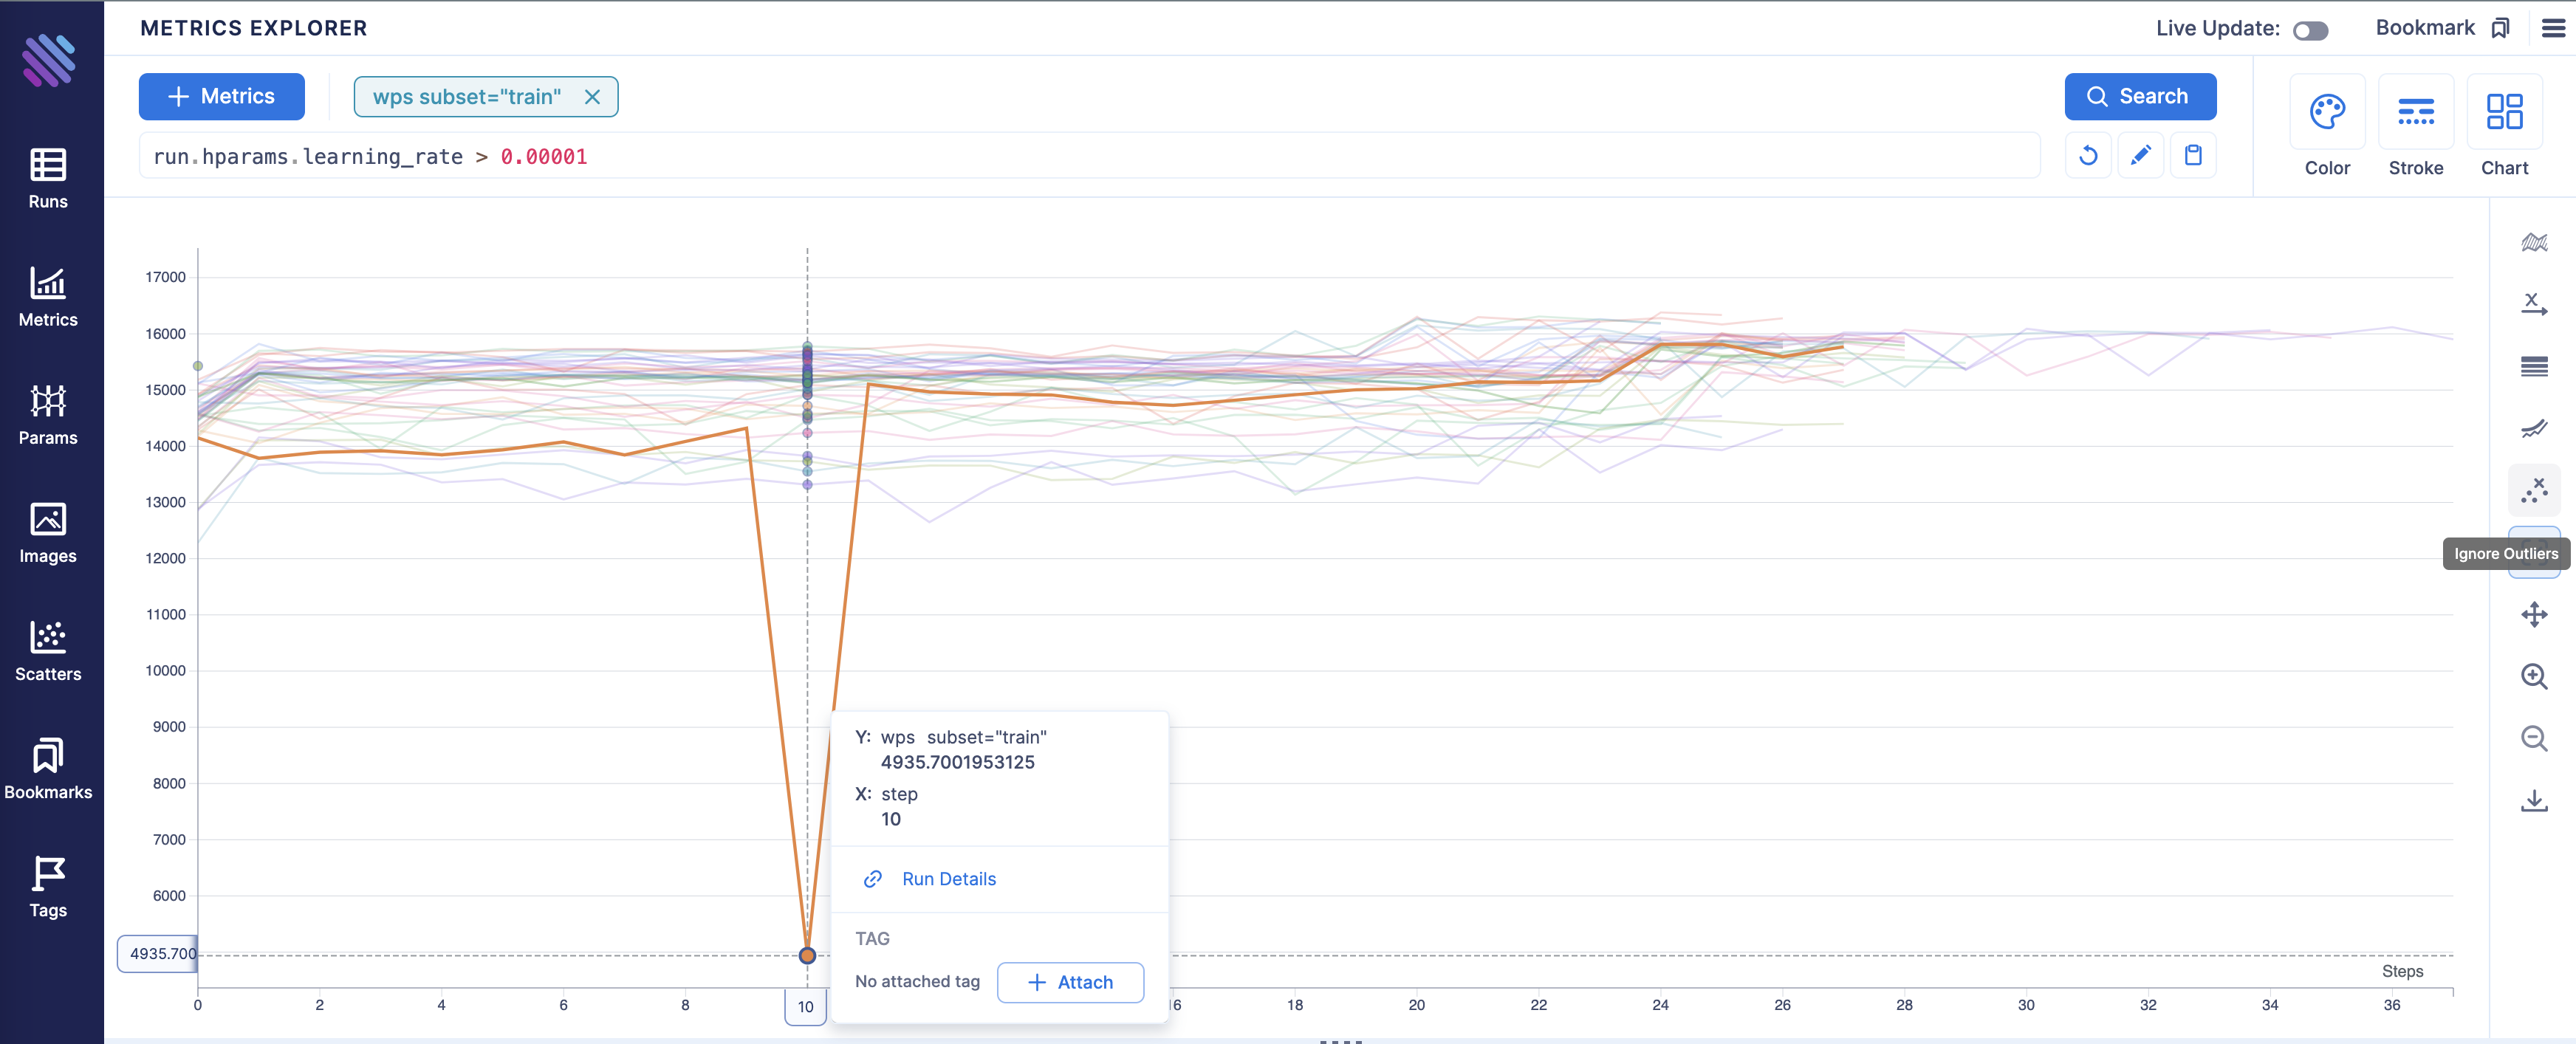 METRICS EXPLORER
Live Update:
Bookmark
Metrics
wps subset="train"
Search
run.hparams.learning_rate > 0.00001
Color
Stroke
Chart
Runs
Metrics
Params
Images
Scatters
Bookmarks
Tags
17000
16000
15000
14000
13000
12000
11000
10000
9000
8000
7000
6000
4935.700
Ignore Outliers
Y: wps subset="train"
4935.7001953125
X: step
10
Run Details
TAG
No attached tag
Attach
Steps
0 2 4 6 8 10 6 18 20 22 24 26 28 30 32 34 36